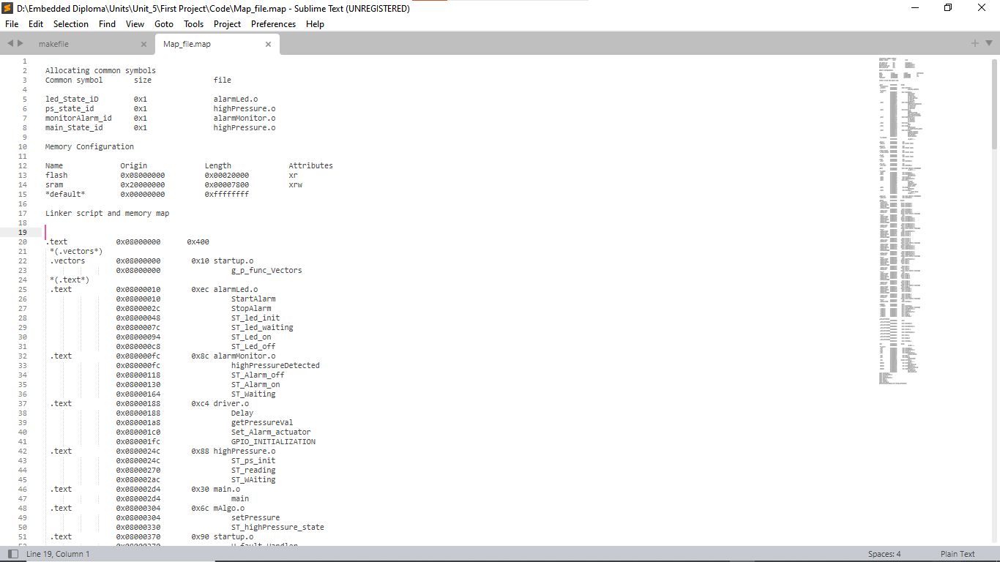 D:\Embedded Diploma\Units\Unit_5\First Project\Code\Map_file.map - Sublime Text (UNREGISTERED)
File Edit Selection Find View Goto Tools Project Preferences Help
makefile Map_file.map
1
2 Allocating common symbols
3 Common symbol size file
4
5 led_State_iD 0x1 alarmLed.o
6 ps_state_id 0x1 highPressure.o
7 monitorAlarm_id 0x1 alarmMonitor.o
8 main_State_id 0x1 highPressure.o
9
10 Memory Configuration
11
12 Name Origin Length Attributes
13 flash 0x08000000 0x00020000 xr
14 sram 0x20000000 0x00007800 xrw
15 *default* 0x00000000 0xffffffff
16
17 Linker script and memory map
18
19
20 .text 0x08000000 0x400
21 *(.vectors*)
22 .vectors 0x08000000 0x10 startup.o
23 0x08000000 g_p_func_Vectors
24 *(.text*)
25 .text 0x08000010 0xec alarmLed.o
26 0x08000010 StartAlarm
27 0x0800002c StopAlarm
28 0x08000048 ST_led_init
29 0x0800007c ST_led_waiting
30 0x08000094 ST_Led_on
31 0x080000c8 ST_Led_off
32 .text 0x080000fc 0x8c alarmMonitor.o
33 0x080000fc highPressureDetected
34 0x08000118 ST_Alarm_off
35 0x08000130 ST_Alarm_on
36 0x08000164 ST_Waiting
37 .text 0x08000188 0xc4 driver.o
38 0x08000188 Delay
39 0x080001a8 getPressureVal
40 0x080001c0 Set_Alarm_actuator
41 0x080001fc GPIO_INITIALIZATION
42 .text 0x0800024c 0x88 highPressure.o
43 0x0800024c ST_ps_init
44 0x08000270 ST_reading
45 0x080002ac ST_WAiting
46 .text 0x080002d4 0x30 main.o
47 0x080002d4 main
48 .text 0x08000304 0x6c mAlgo.o
49 0x08000304 setPressure
50 0x08000330 ST_highPressure_state
51 .text 0x08000370 0x90 startup.o
52 0x08000370 H_fault_Handler
Line 19, Column 1 Spaces: 4 Plain Text